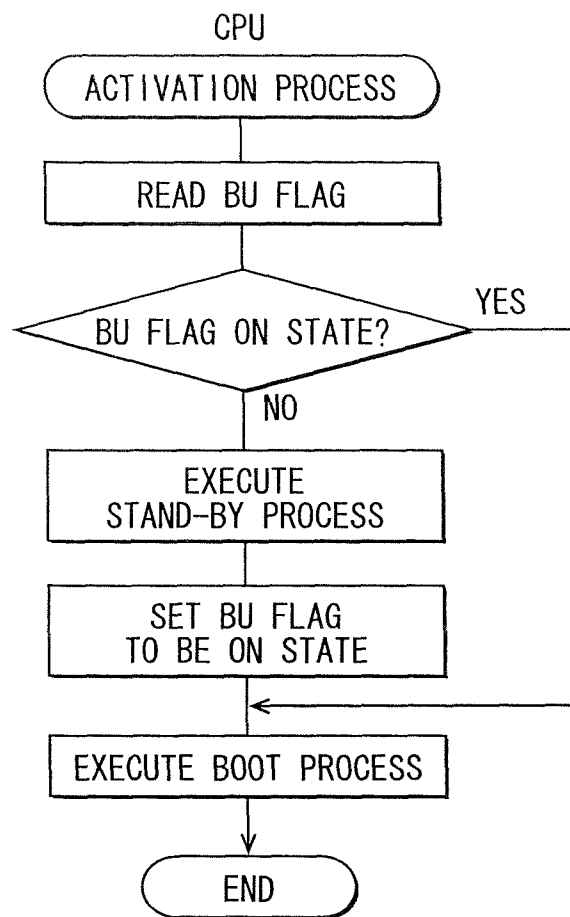 CPU
ACTIVATION PROCESS
READ BU FLAG
BU FLAG ON STATE?
YES
NO
EXECUTE
STAND-BY PROCESS
SET BU FLAG
TO BE ON STATE
EXECUTE BOOT PROCESS
END